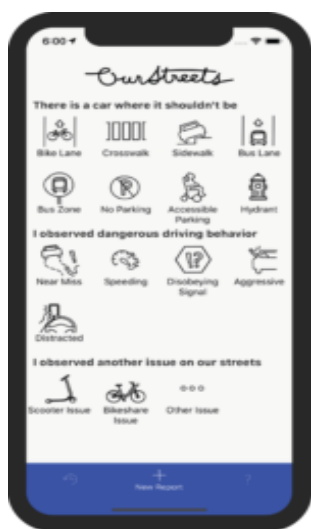 6:00
OurStreets
There is a car where it shouldn't be
Bike Lane Crosswalk Sidewalk Bus Lane
Bus Zone No Parking Accessible Parking Hydrant
I observed dangerous driving behavior
Near Miss Speeding Disobeying Signal Aggressive
Distracted
I observed another issue on our streets
Scooter Issue Bikeshare Issue Other Issue
New Report
?